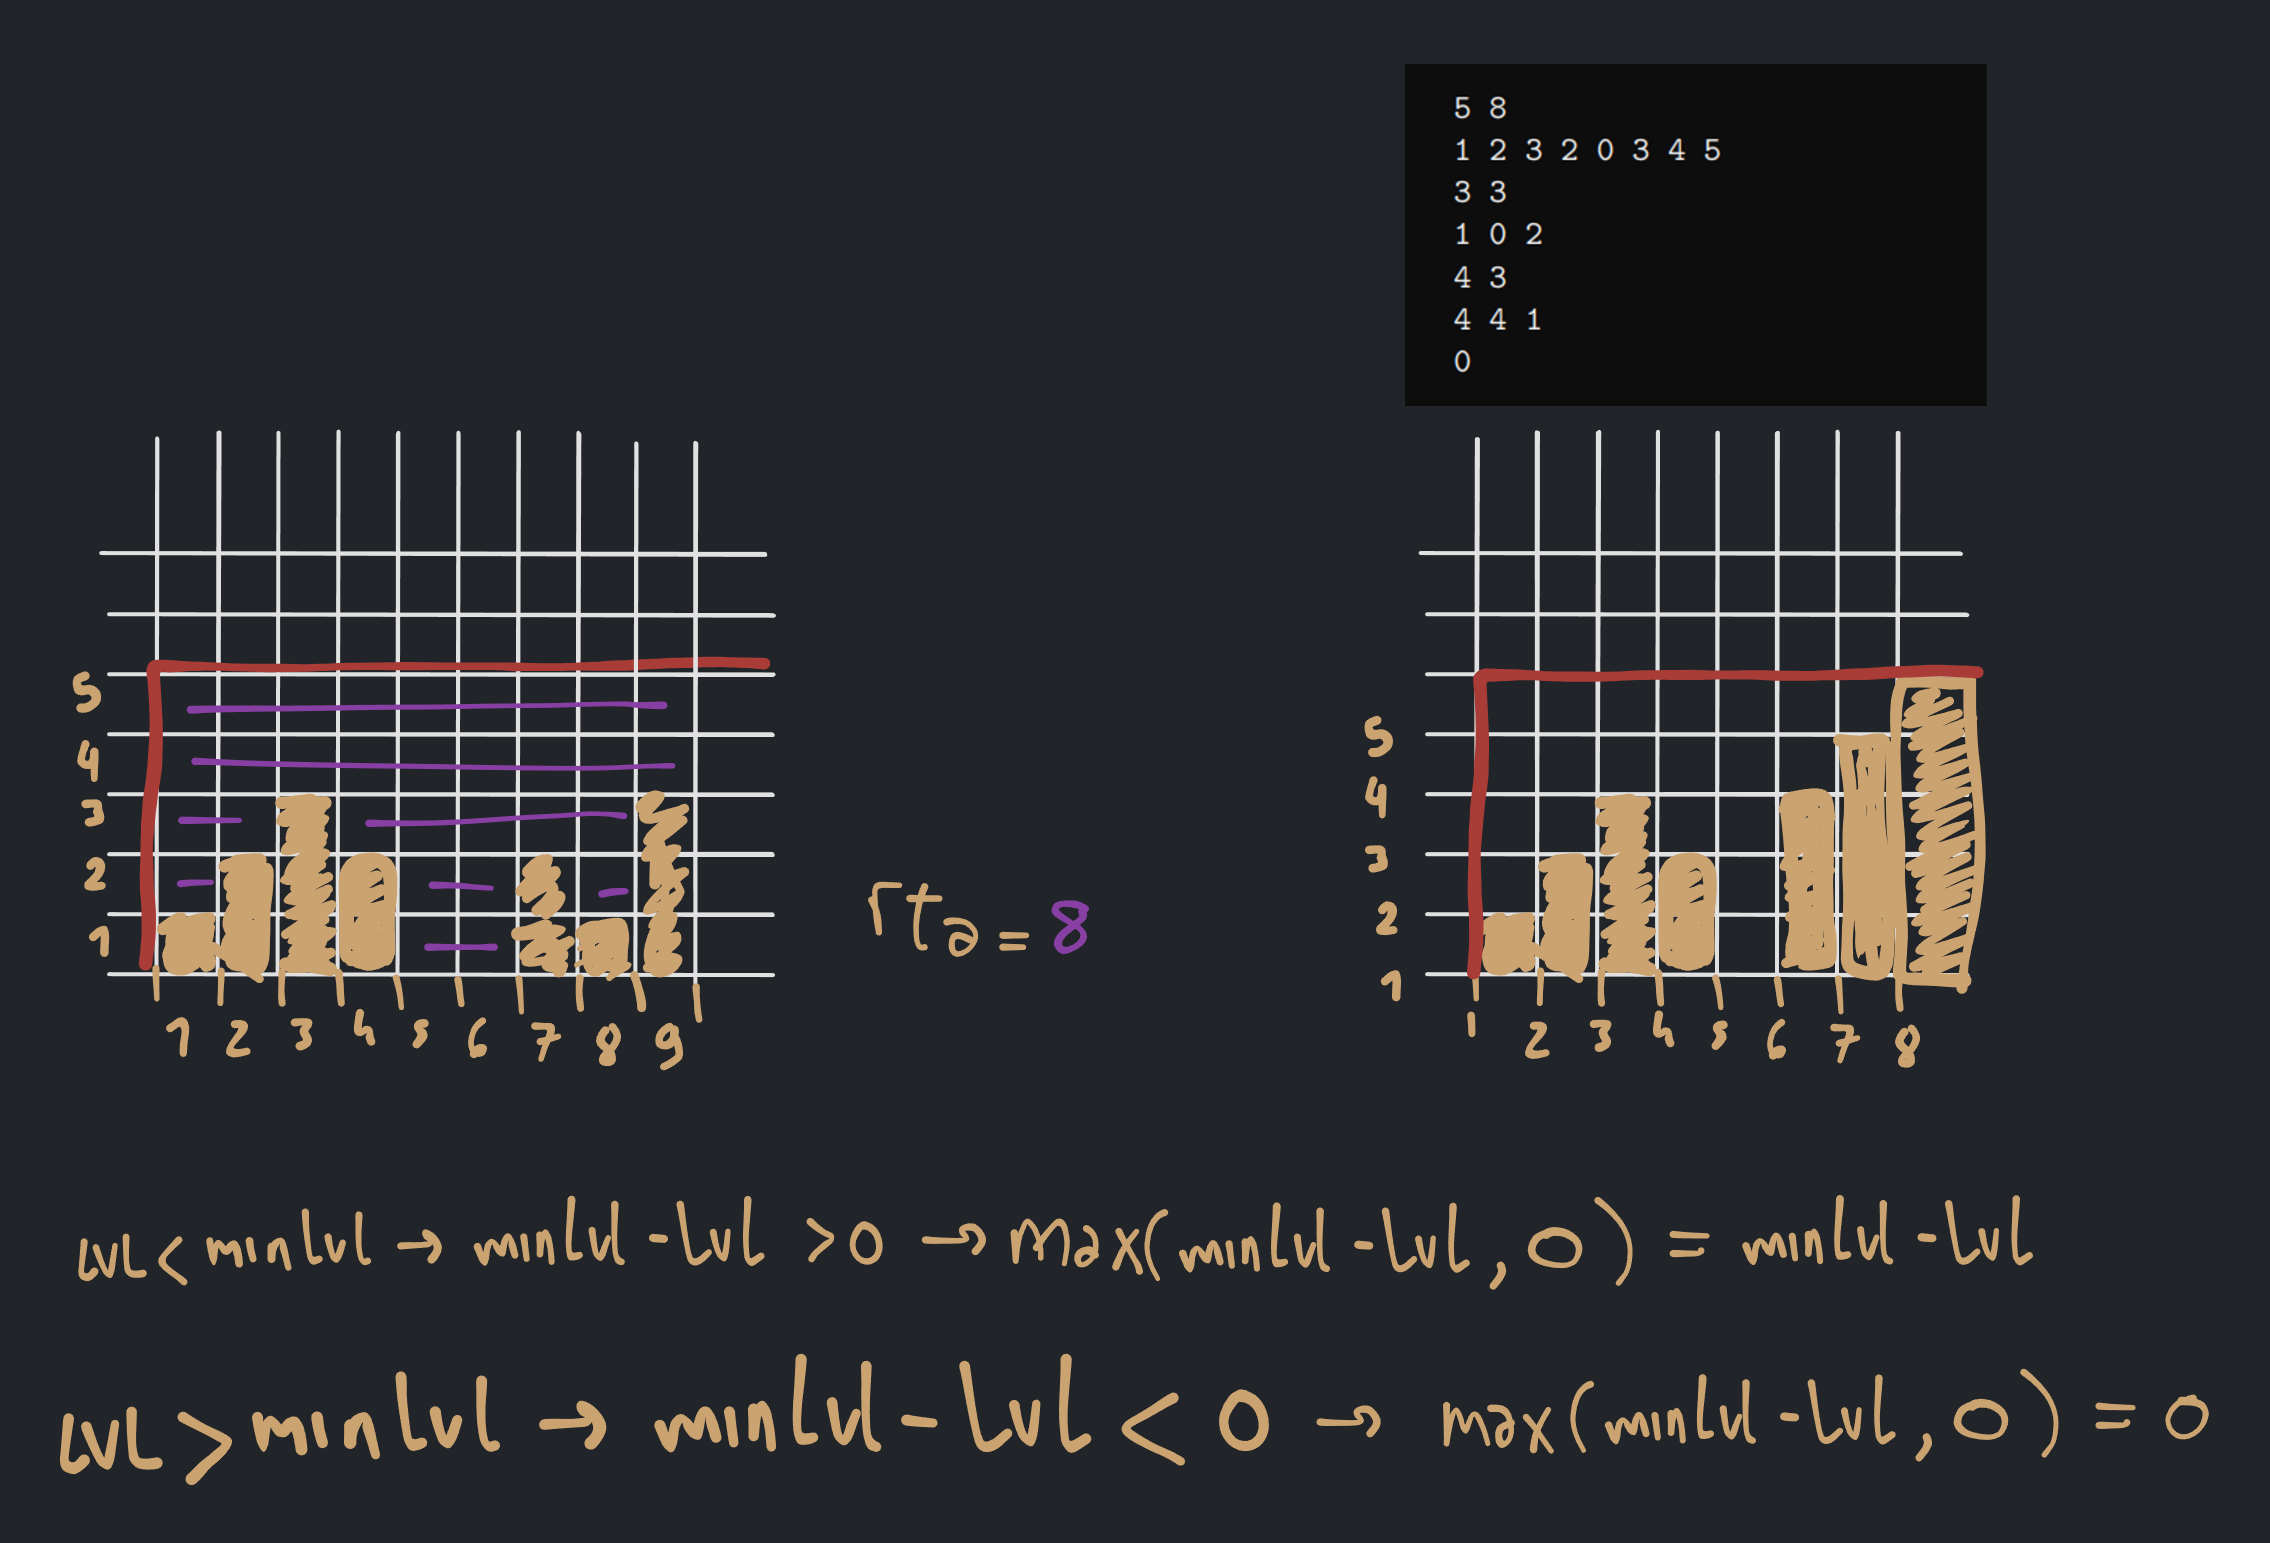 5 8
1 2 3 2 0 3 4 5
3 3
1 0 2
4 3
4 4 1
0
5
4
3
2
1
1 2 3 4 5 6 7 8 9
rta = 8
5
4
3
2
1
1 2 3 4 5 6 7 8
lvl < minlvl → minlvl - lvl > 0 → max(minlvl - lvl, 0) = minlvl - lvl
lvl > minlvl → minlvl - lvl < 0 → max(minlvl - lvl, 0) = 0